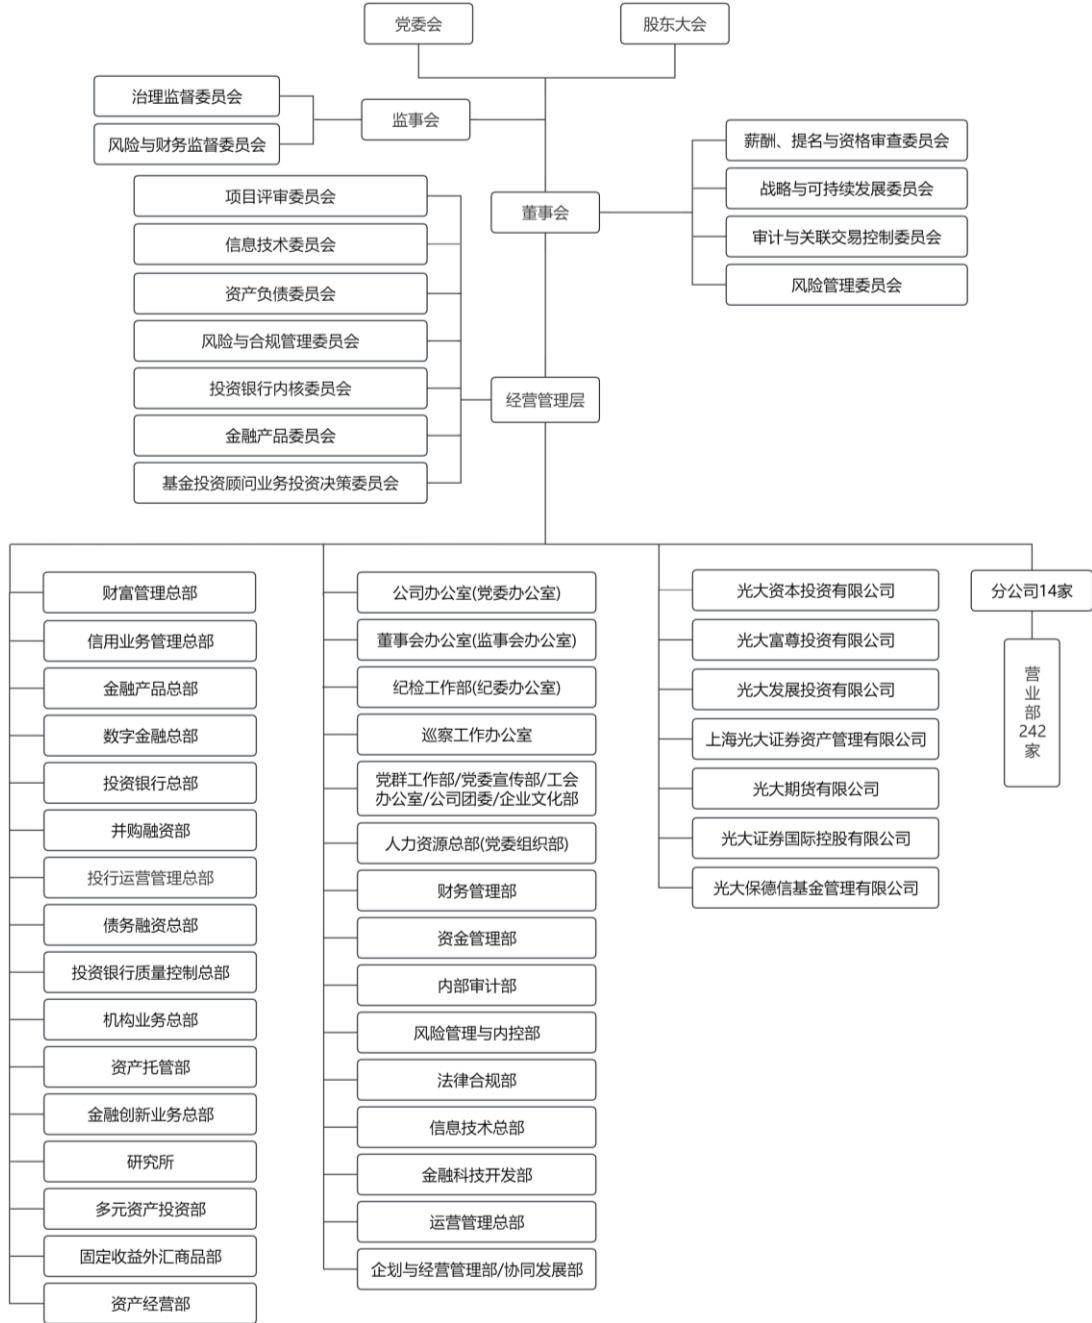 党委会
股东大会
治理监督委员会
风险与财务监督委员会
监事会
薪酬、提名与资格审查委员会
战略与可持续发展委员会
审计与关联交易控制委员会
风险管理委员会
董事会
项目评审委员会
信息技术委员会
资产负债委员会
风险与合规管理委员会
投资银行内核委员会
金融产品委员会
基金投资顾问业务投资决策委员会
经营管理层
财富管理总部
信用业务管理总部
金融产品总部
数字金融总部
投资银行总部
并购融资部
投行运营管理总部
债务融资总部
投资银行质量控制总部
机构业务总部
资产托管部
金融创新业务总部
研究所
多元资产投资部
固定收益外汇商品部
资产经营部
公司办公室(党委办公室)
董事会办公室(监事会办公室)
纪检工作部(纪委办公室)
巡察工作办公室
党群工作部/党委宣传部/工会
办公室/公司团委/企业文化部
人力资源总部(党委组织部)
财务管理部
资金管理部
内部审计部
风险管理与内控部
法律合规部
信息技术总部
金融科技开发部
运营管理总部
企划与经营管理部/协同发展部
光大资本投资有限公司
光大富尊投资有限公司
光大发展投资有限公司
上海光大证券资产管理有限公司
光大期货有限公司
光大证券国际控股有限公司
光大保德信基金管理有限公司
分公司14家
营
业
部
242
家